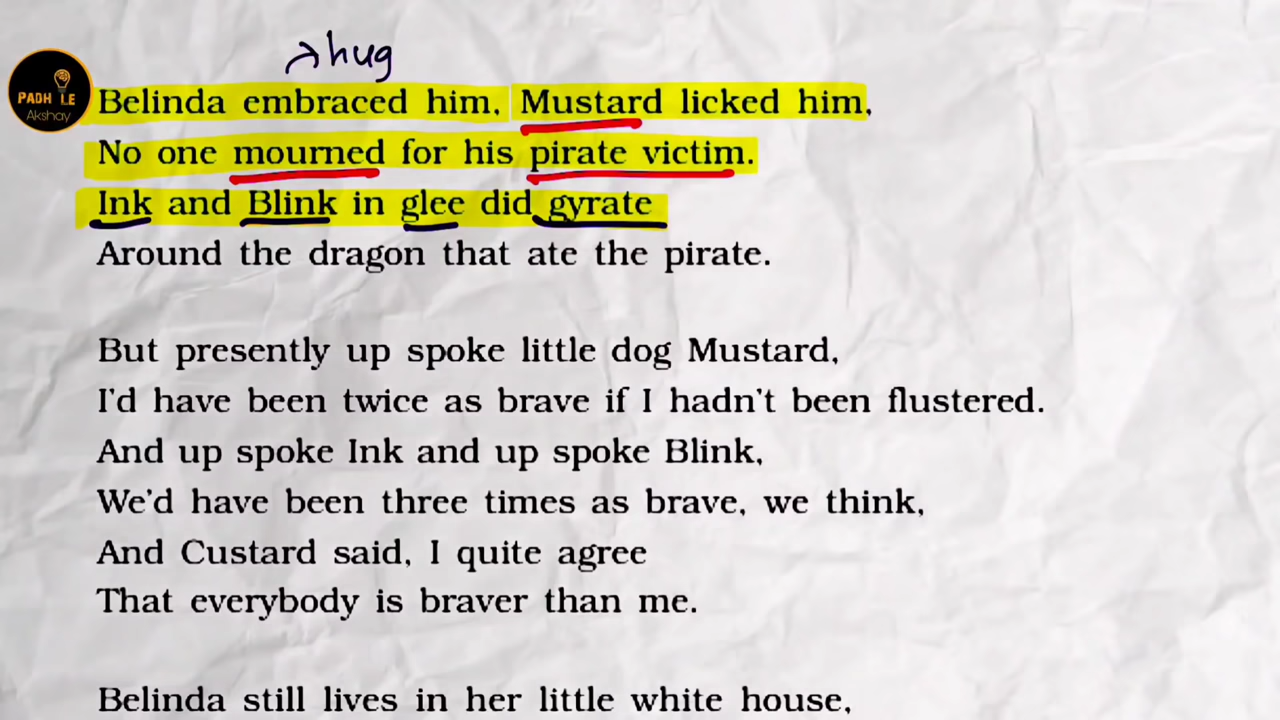 hug
PADH LE
Akshay
Belinda embraced him, Mustard licked him,
No one mourned for his pirate victim.
Ink and Blink in glee did gyrate
Around the dragon that ate the pirate.
But presently up spoke little dog Mustard,
I'd have been twice as brave if I hadn't been flustered.
And up spoke Ink and up spoke Blink,
We'd have been three times as brave, we think,
And Custard said, I quite agree
That everybody is braver than me.
Belinda still lives in her little white house,